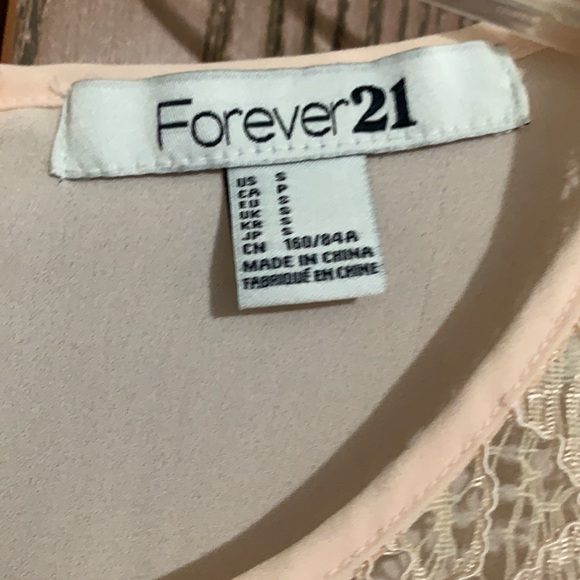 Forever21
US S
CA P
EU S
UK S
KR S
JP S
CN 160/84A
MADE IN CHINA
FABRIQUÉ EN CHINE